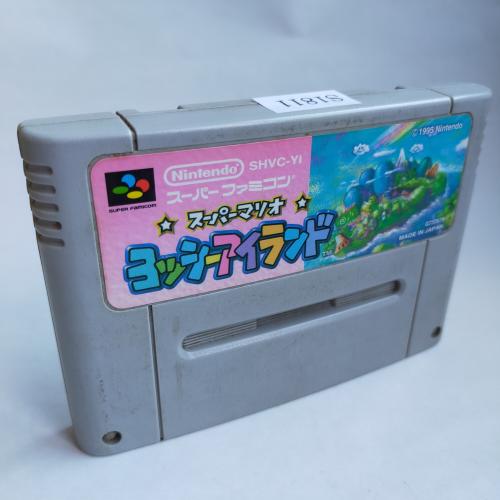 S1811
Nintendo SHVC-YI
スーパーファミコン
SUPER FAMICOM
スーパーマリオ
ヨッシーアイランド
TM
©1995 Nintendo
MADE IN JAPAN